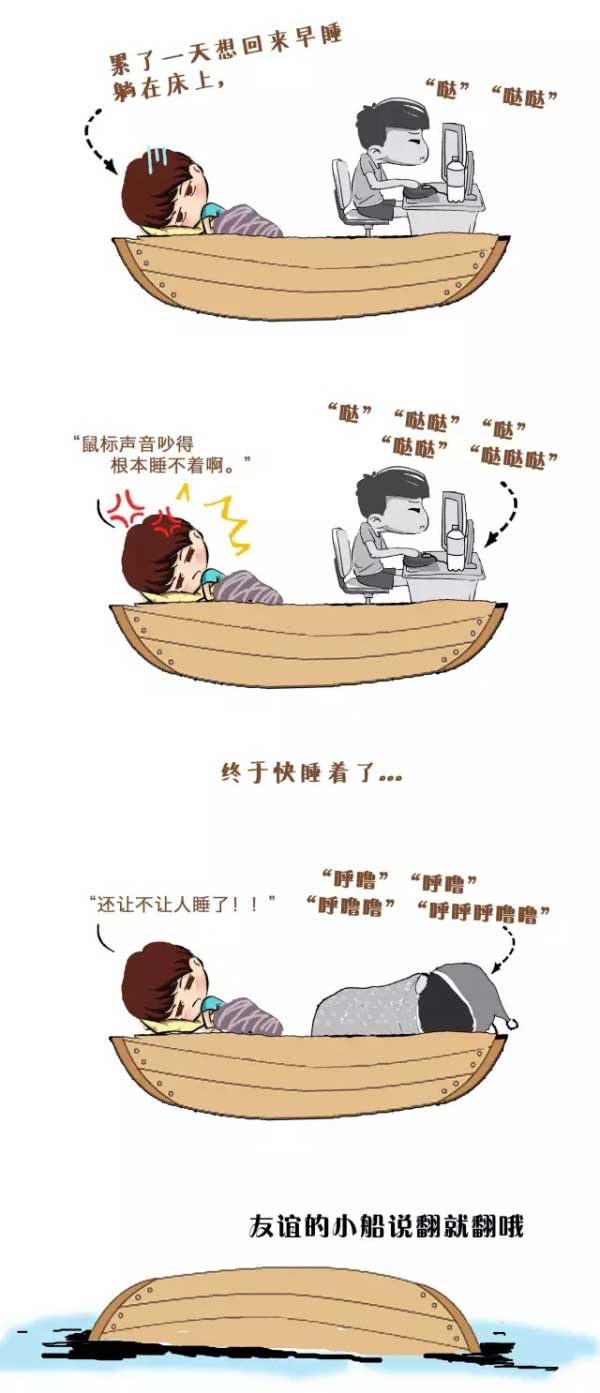 累了一天想回来早睡
躺在床上，
“哒” “哒哒”
“哒” “哒哒” “哒”
“哒哒” “哒哒哒”
“鼠标声音吵得
根本睡不着啊。”
终于快睡着了...
“呼噜” “呼噜”
“呼噜噜” “呼呼呼噜噜”
“还让不让人睡了！！”
友谊的小船说翻就翻哦